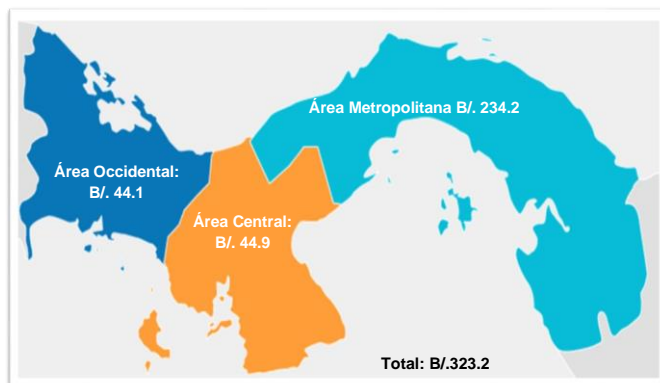 Área Metropolitana B/. 234.2
Área Occidental:
B/. 44.1
Área Central:
B/. 44.9
Total: B/.323.2